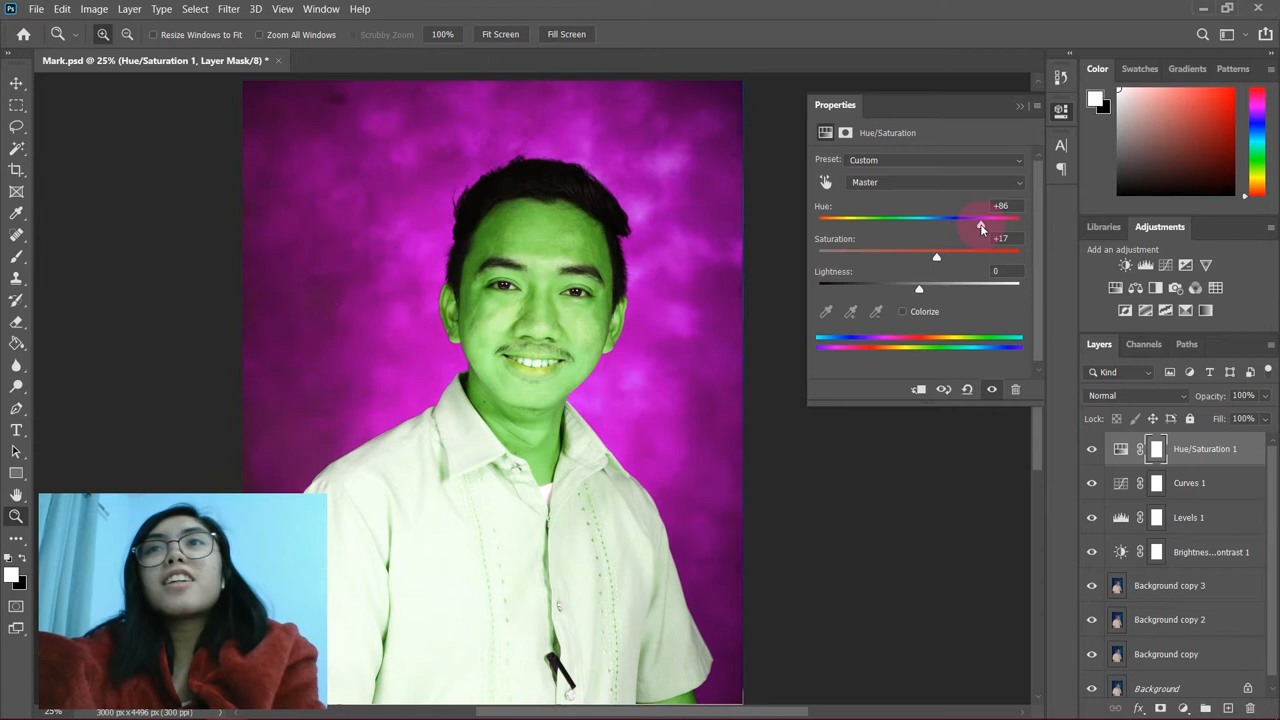 Ps File Edit Image Layer Type Select Filter 3D View Window Help
Resize Windows to Fit All Windows Scrubby Zoom 100% Fit Screen Fill Screen
Mark.psd @ 25% (Hue/Saturation 1, Layer Mask/8) *
Properties
Hue/Saturation
Preset: Custom
Master
Hue: +86
Saturation: +17
Lightness: 0
Colorize
A
Color Swatches Gradients Patterns
Libraries Adjustments
Add an adjustment
Layers Channels Paths
Kind
Normal Opacity: 100%
Lock: Fill: 100%
Hue/Saturation 1
Curves 1
Levels 1
Brightnes...ontrast 1
Background copy 3
Background copy 2
Background copy
Background
fx
25% 3000 px x 4496 px (300 ppi)